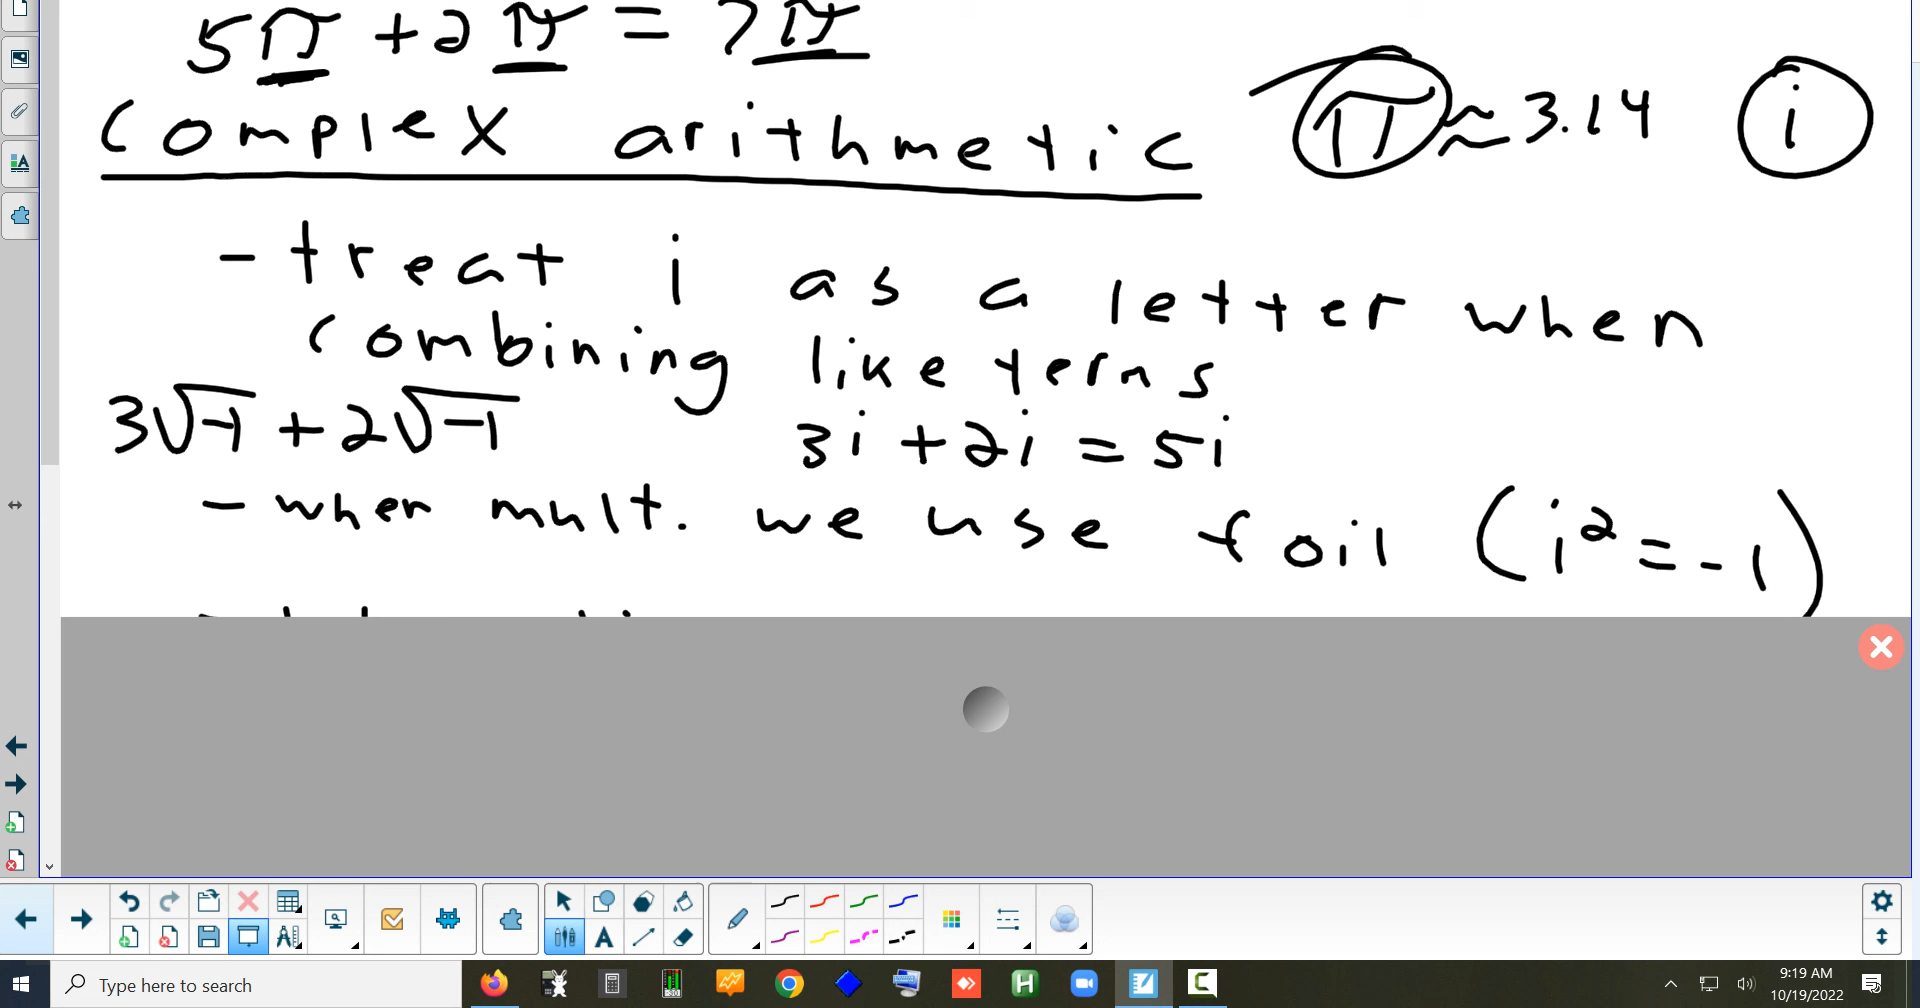 5π + 2π = 7π
π ≈ 3.14
i
Complex arithmetic
- treat i as a letter when
combining like terms
3√-1 + 2√-1
3i + 2i = 5i
- when mult. we use foil (i² = -1)
Type here to search
9:19 AM
10/19/2022